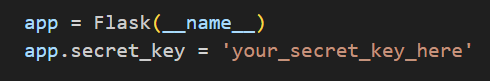 app = Flask(__name__)
app.secret_key = 'your_secret_key_here'